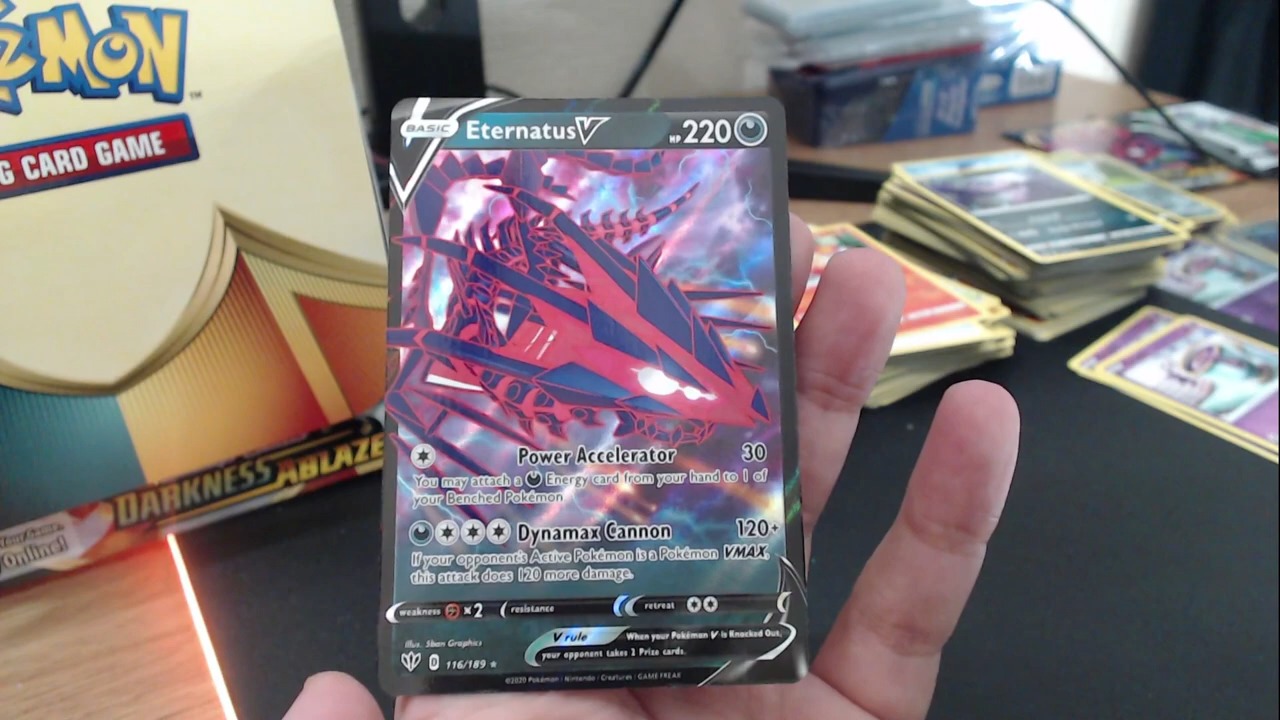 POKéMON
TM
G CARD GAME
DARKNESS ABLAZE
Online!
BASIC
Eternatus V
HP 220
Power Accelerator 30
You may attach a Energy card from your hand to 1 of
your Benched Pokémon
Dynamax Cannon 120+
If your opponent's Active Pokémon is a Pokémon VMAX,
this attack does 120 more damage.
weakness ×2 resistance retreat
V rule When your Pokémon V is Knocked Out,
your opponent takes 2 Prize cards.
Illus. 5ban Graphics
D 116/189 ★
©2020 Pokémon / Nintendo / Creatures / GAME FREAK